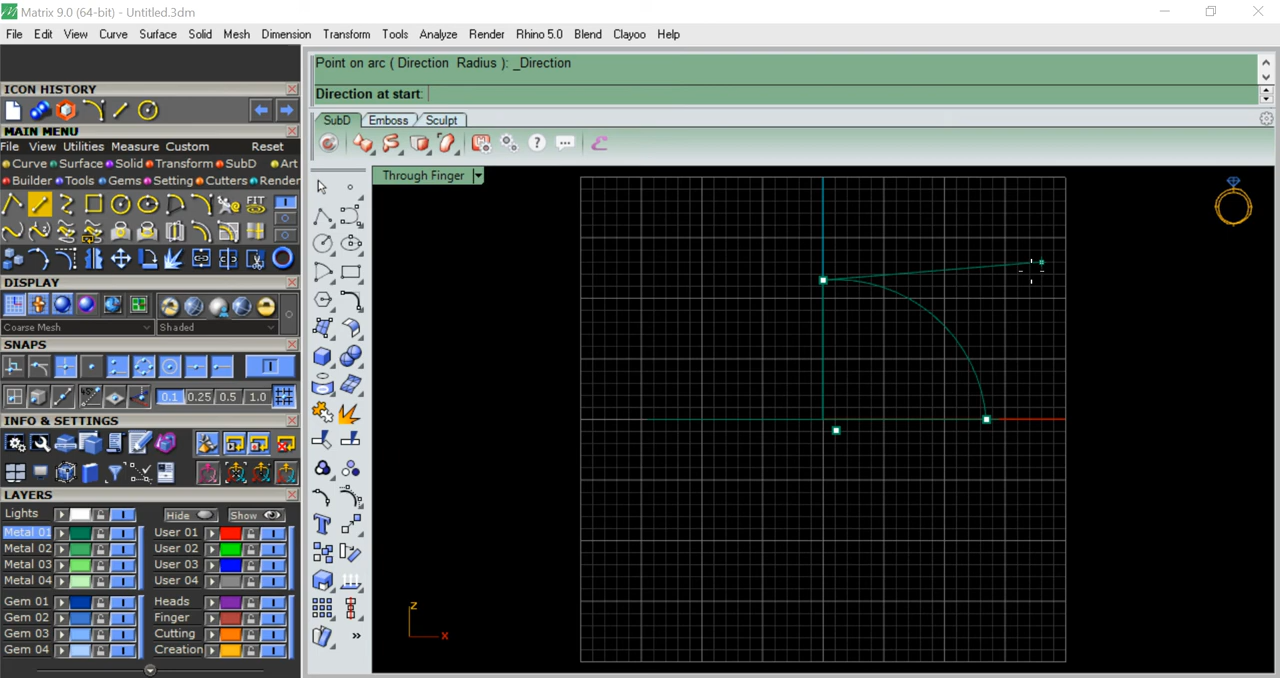 Matrix 9.0 (64-bit) - Untitled.3dm
File Edit View Curve Surface Solid Mesh Dimension Transform Tools Analyze Render Rhino 5.0 Blend Clayoo Help
Point on arc ( Direction Radius ): _Direction
Direction at start:
SubD Emboss Sculpt
Through Finger
ICON HISTORY
MAIN MENU
File View Utilities Measure Custom Reset
Curve Surface Solid Transform SubD Art
Builder Tools Gems Setting Cutters Render
FIT
DISPLAY
Coarse Mesh Shaded
SNAPS
0.1 0.25 0.5 1.0
INFO & SETTINGS
LAYERS
Lights Hide Show
Metal 01 User 01
Metal 02 User 02
Metal 03 User 03
Metal 04 User 04
Gem 01 Heads
Gem 02 Finger
Gem 03 Cutting
Gem 04 Creation
z
x